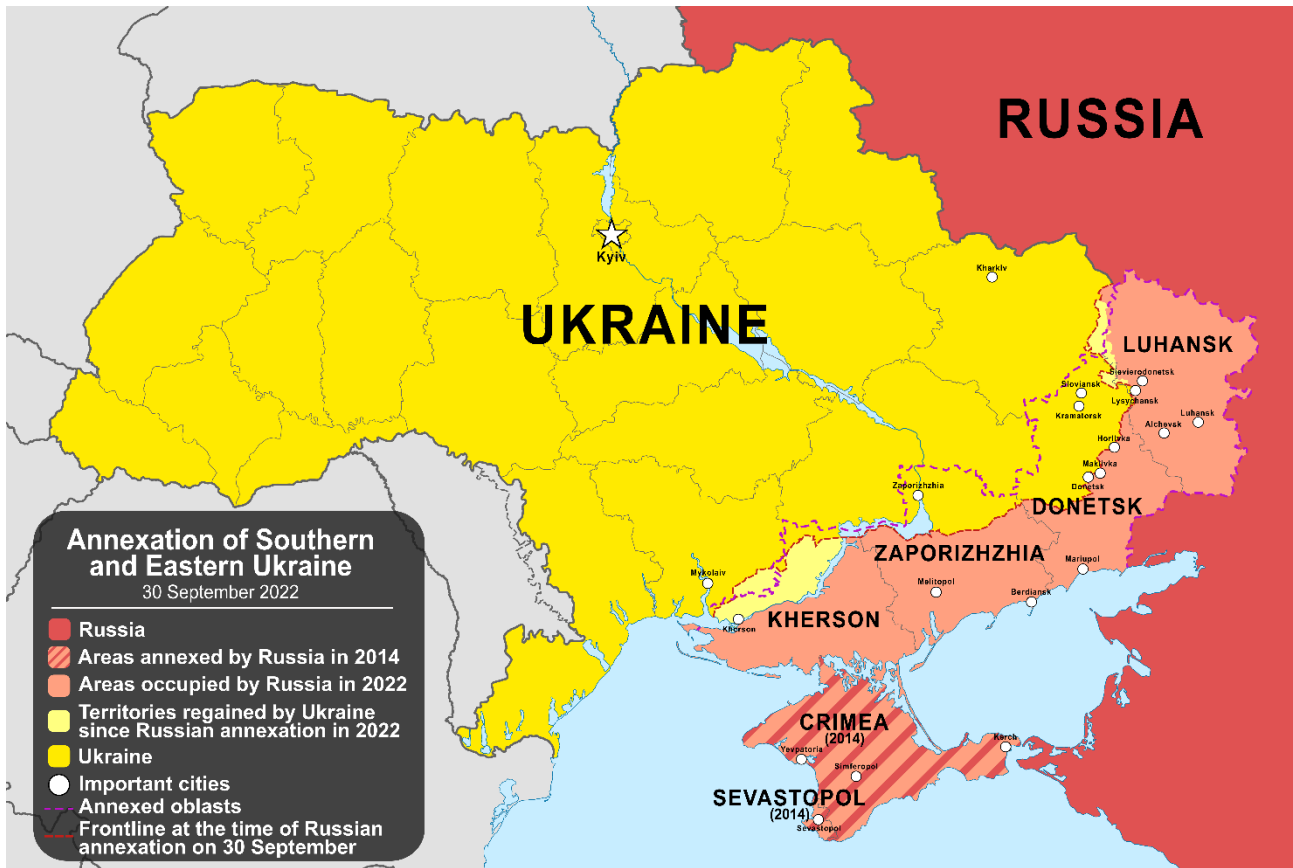 RUSSIA
Kyiv
Kharkiv
UKRAINE
LUHANSK
Sievierodonetsk
Sloviansk
Lysychansk
Kramatorsk
Luhansk
Alchevsk
Horlivka
Makiivka
Donetsk
Zaporizhzhia
DONETSK
ZAPORIZHZHIA
Mariupol
Mykolaiv
Melitopol
Berdiansk
KHERSON
Kherson
CRIMEA
(2014)
Kerch
Yevpatoria
Simferopol
SEVASTOPOL
(2014)
Sevastopol
Annexation of Southern
and Eastern Ukraine
30 September 2022
Russia
Areas annexed by Russia in 2014
Areas occupied by Russia in 2022
Territories regained by Ukraine
since Russian annexation in 2022
Ukraine
Important cities
Annexed oblasts
Frontline at the time of Russian
annexation on 30 September